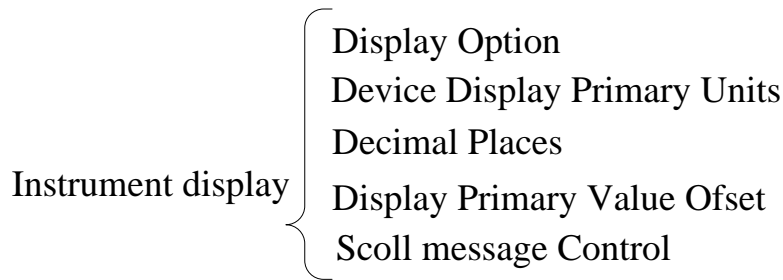 Display Option
Device Display Primary Units
Decimal Places
Instrument display
Display Primary Value Ofset
Scoll message Control